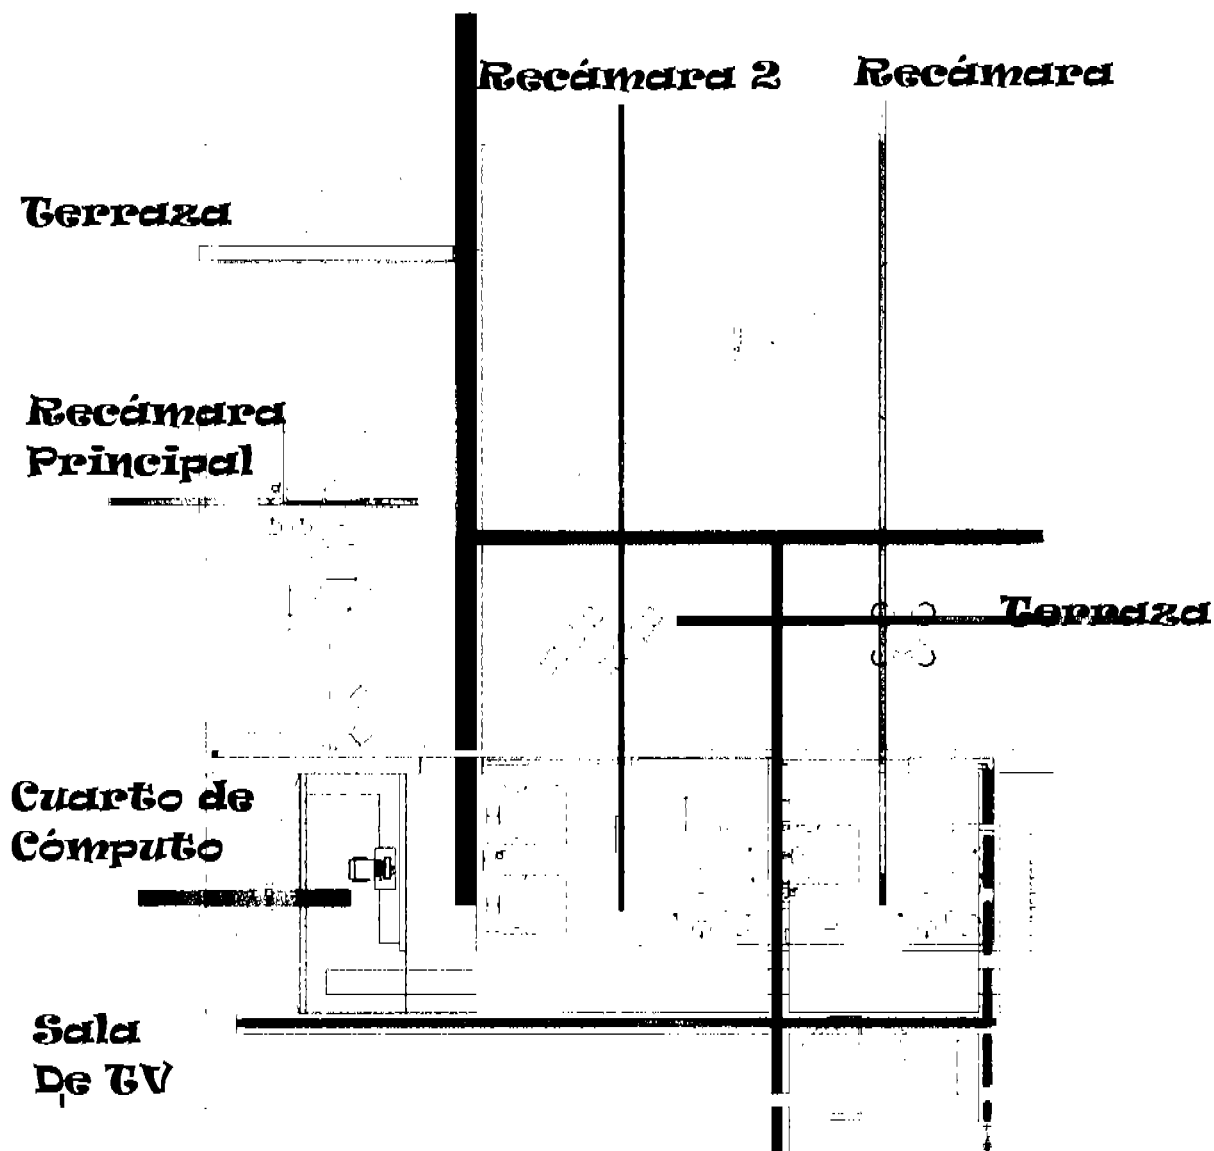 Recámara 2
Recámara
Terraza
Recámara
Principal
Terraza
Cuarto de
Cómputo
Sala
De TV